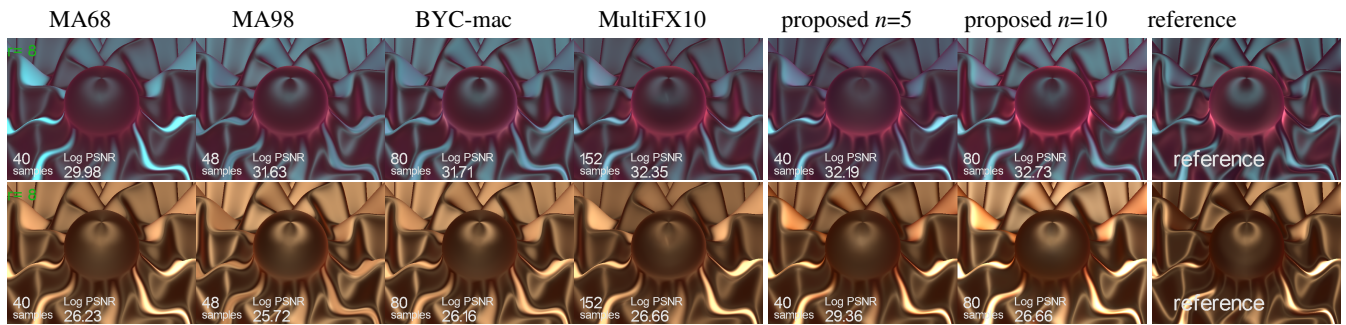 MA68 MA98 BYC-mac MultiFX10 proposed n=5 proposed n=10 reference
n= 8
40 Log PSNR 48 Log PSNR 80 Log PSNR 152 Log PSNR 40 Log PSNR 80 Log PSNR reference
samples 29.98 samples 31.63 samples 31.71 samples 32.35 samples 32.19 samples 32.73
40 Log PSNR 48 Log PSNR 80 Log PSNR 152 Log PSNR 40 Log PSNR 80 Log PSNR reference
samples 26.23 samples 25.72 samples 26.16 samples 26.66 samples 29.36 samples 26.66